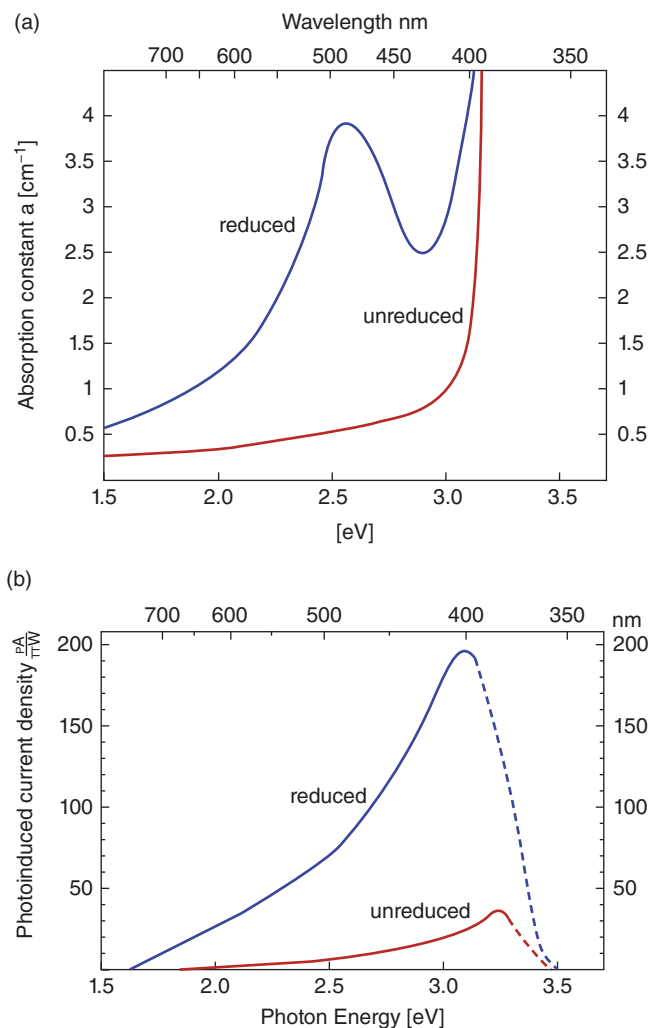 (a)
Wavelength nm
700 600 500 450 400 350
Absorption constant a [cm⁻¹]
4 4
3.5 3.5
3 3
2.5 2.5
2 2
1.5 1.5
1 1
0.5 0.5
reduced
unreduced
1.5 2.0 2.5 3.0 3.5
[eV]
(b)
700 600 500 400 350 nm
Photoinduced current density
200 200
150 150
100 100
50 50
reduced
unreduced
1.5 2.0 2.5 3.0 3.5
Photon Energy [eV]